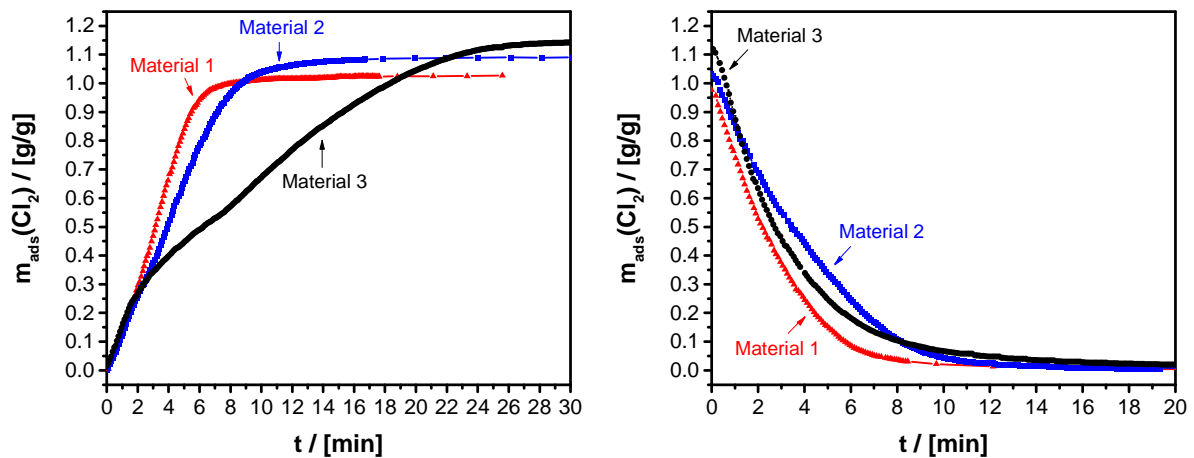 1.2
1.1
1.0
0.9
0.8
0.7
0.6
0.5
0.4
0.3
0.2
0.1
0.0
m_ads(Cl₂) / [g/g]
Material 2
Material 1
Material 3
0 2 4 6 8 10 12 14 16 18 20 22 24 26 28 30
t / [min]
1.2
1.1
1.0
0.9
0.8
0.7
0.6
0.5
0.4
0.3
0.2
0.1
0.0
m_ads(Cl₂) / [g/g]
Material 3
Material 2
Material 1
0 2 4 6 8 10 12 14 16 18 20
t / [min]